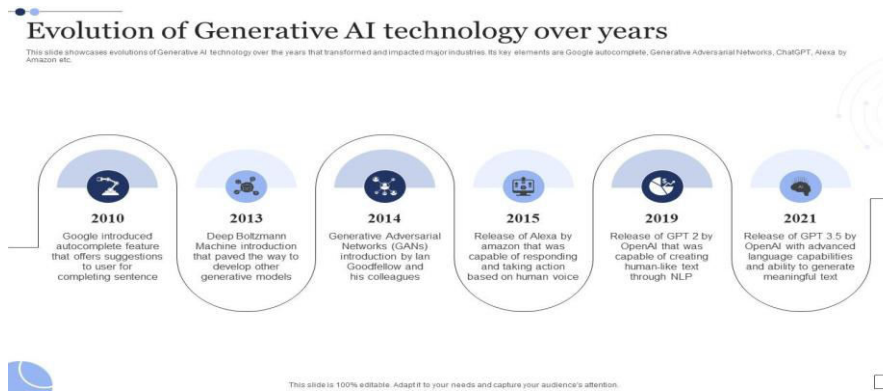 Evolution of Generative AI technology over years
This slide showcases evolutions of Generative AI technology over the years that transformed and impacted major industries. Its key elements are Google autocomplete, Generative Adversarial Networks, ChatGPT, Alexa by
Amazon etc.
2010
Google introduced
autocomplete feature
that offers suggestions
to user for
completing sentence
2013
Deep Boltzmann
Machine introduction
that paved the way to
develop other
generative models
2014
Generative Adversarial
Networks (GANs)
introduction by Ian
Goodfellow and
his colleagues
2015
Release of Alexa by
amazon that was
capable of responding
and taking action
based on human voice
2019
Release of GPT 2 by
OpenAI that was
capable of creating
human-like text
through NLP
2021
Release of GPT 3.5 by
OpenAI with advanced
language capabilities
and ability to generate
meaningful text
This slide is 100% editable. Adapt it to your needs and capture your audience's attention.